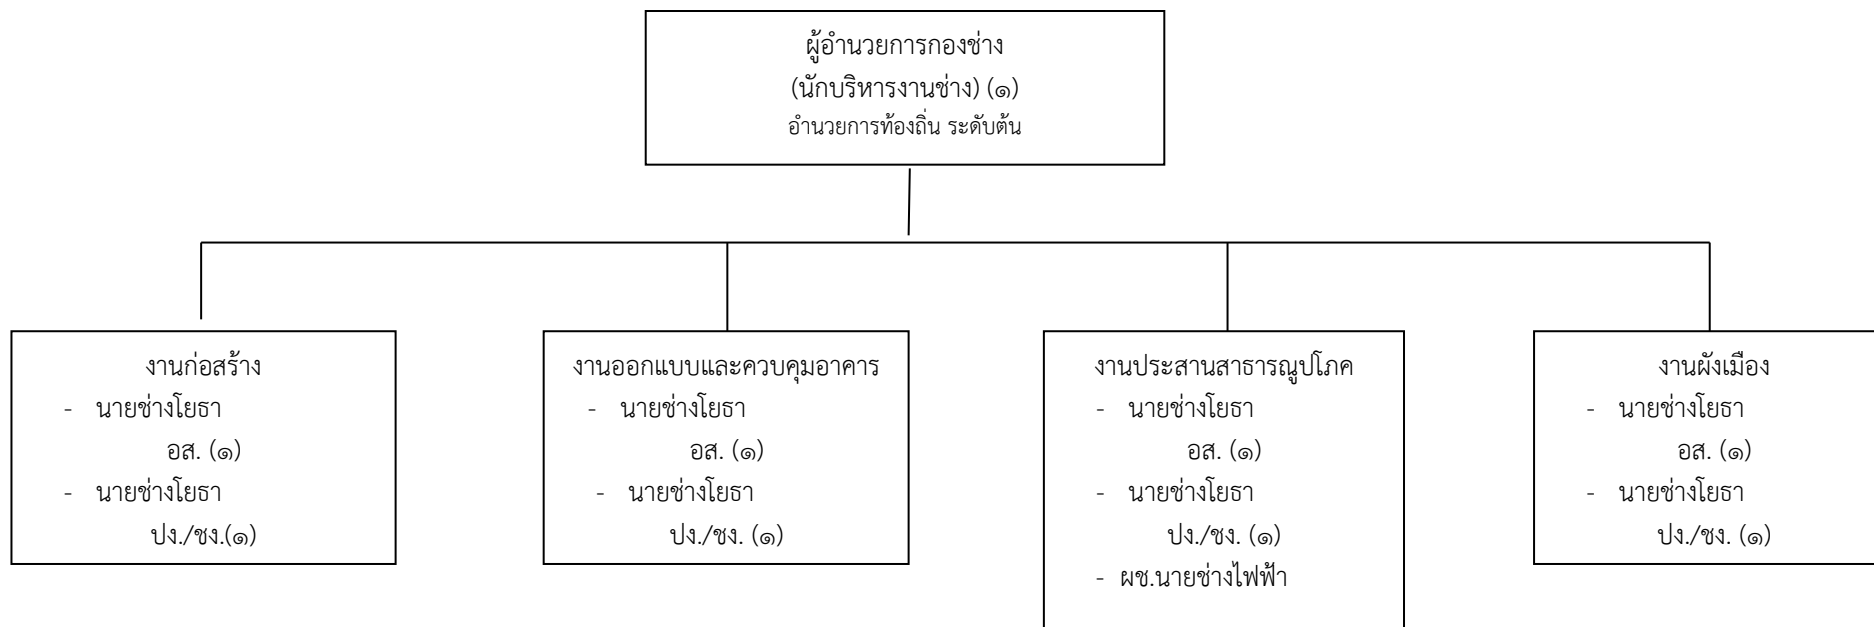 ผู้อำนวยการกองช่าง
(นักบริหารงานช่าง) (๑)
อำนวยการท้องถิ่น ระดับต้น
งานก่อสร้าง
- นายช่างโยธา
อส. (๑)
- นายช่างโยธา
ปง./ชง.(๑)
งานออกแบบและควบคุมอาคาร
- นายช่างโยธา
อส. (๑)
- นายช่างโยธา
ปง./ชง. (๑)
งานประสานสาธารณูปโภค
- นายช่างโยธา
อส. (๑)
- นายช่างโยธา
ปง./ชง. (๑)
- ผช.นายช่างไฟฟ้า
งานผังเมือง
- นายช่างโยธา
อส. (๑)
- นายช่างโยธา
ปง./ชง. (๑)